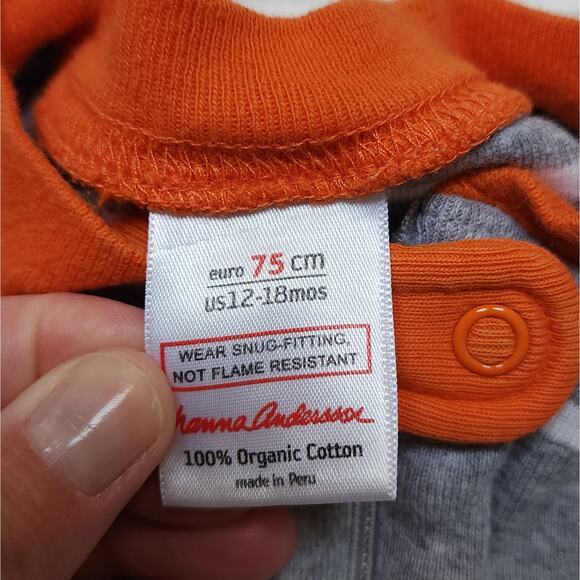 euro 75 cm
US12-18mos
WEAR SNUG-FITTING,
NOT FLAME RESISTANT
hanna andersson
100% Organic Cotton
made in Peru